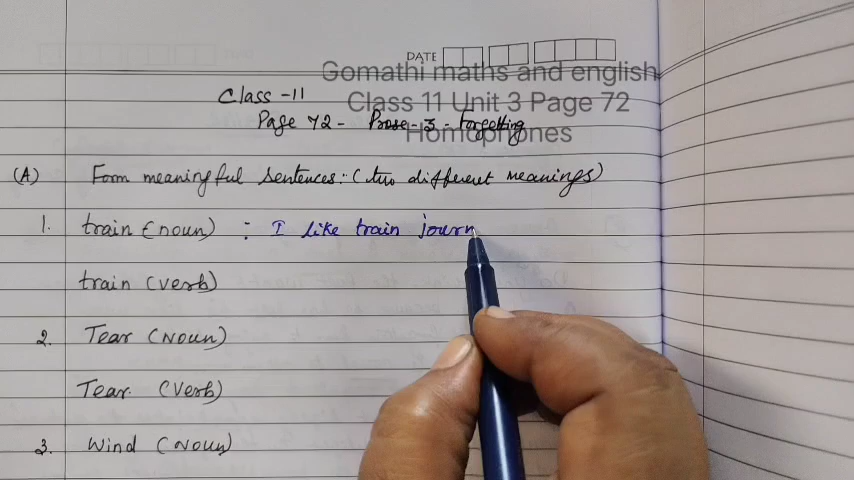 DATE
Gomathi maths and english
Class -11
Class 11 Unit 3 Page 72
Page 72 - Prose-3 - Forgetting
Homophones
(A) Form meaningful sentences:- (two different meanings)
1. train (noun) : I like train journ
train (verb)
2. Tear (Noun)
Tear. (Verb)
3. Wind (Noun)